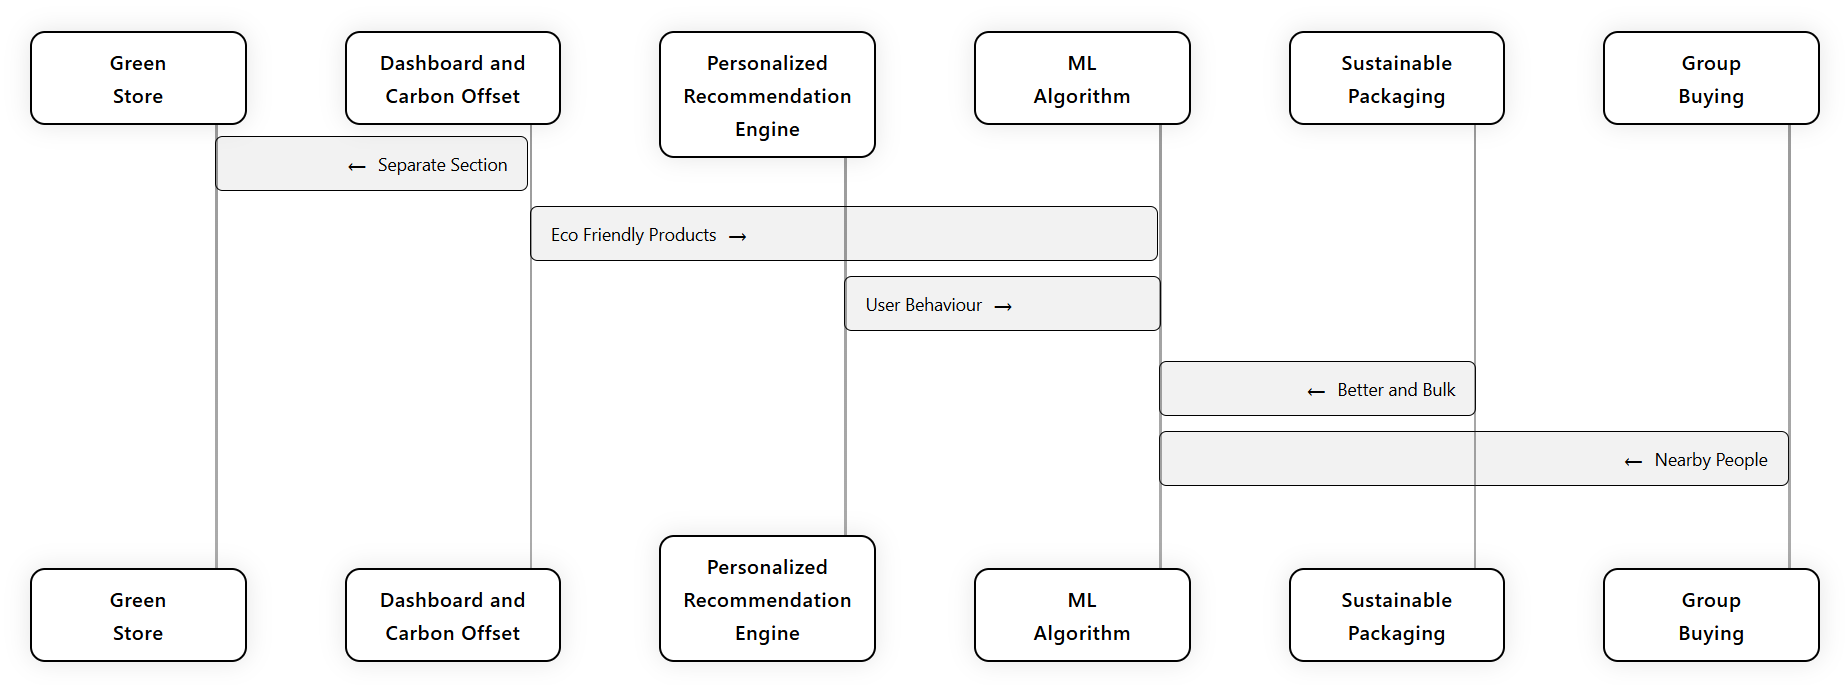 Green
Store
Dashboard and
Carbon Offset
Personalized
Recommendation
Engine
ML
Algorithm
Sustainable
Packaging
Group
Buying
← Separate Section
Eco Friendly Products →
User Behaviour →
← Better and Bulk
← Nearby People
Green
Store
Dashboard and
Carbon Offset
Personalized
Recommendation
Engine
ML
Algorithm
Sustainable
Packaging
Group
Buying